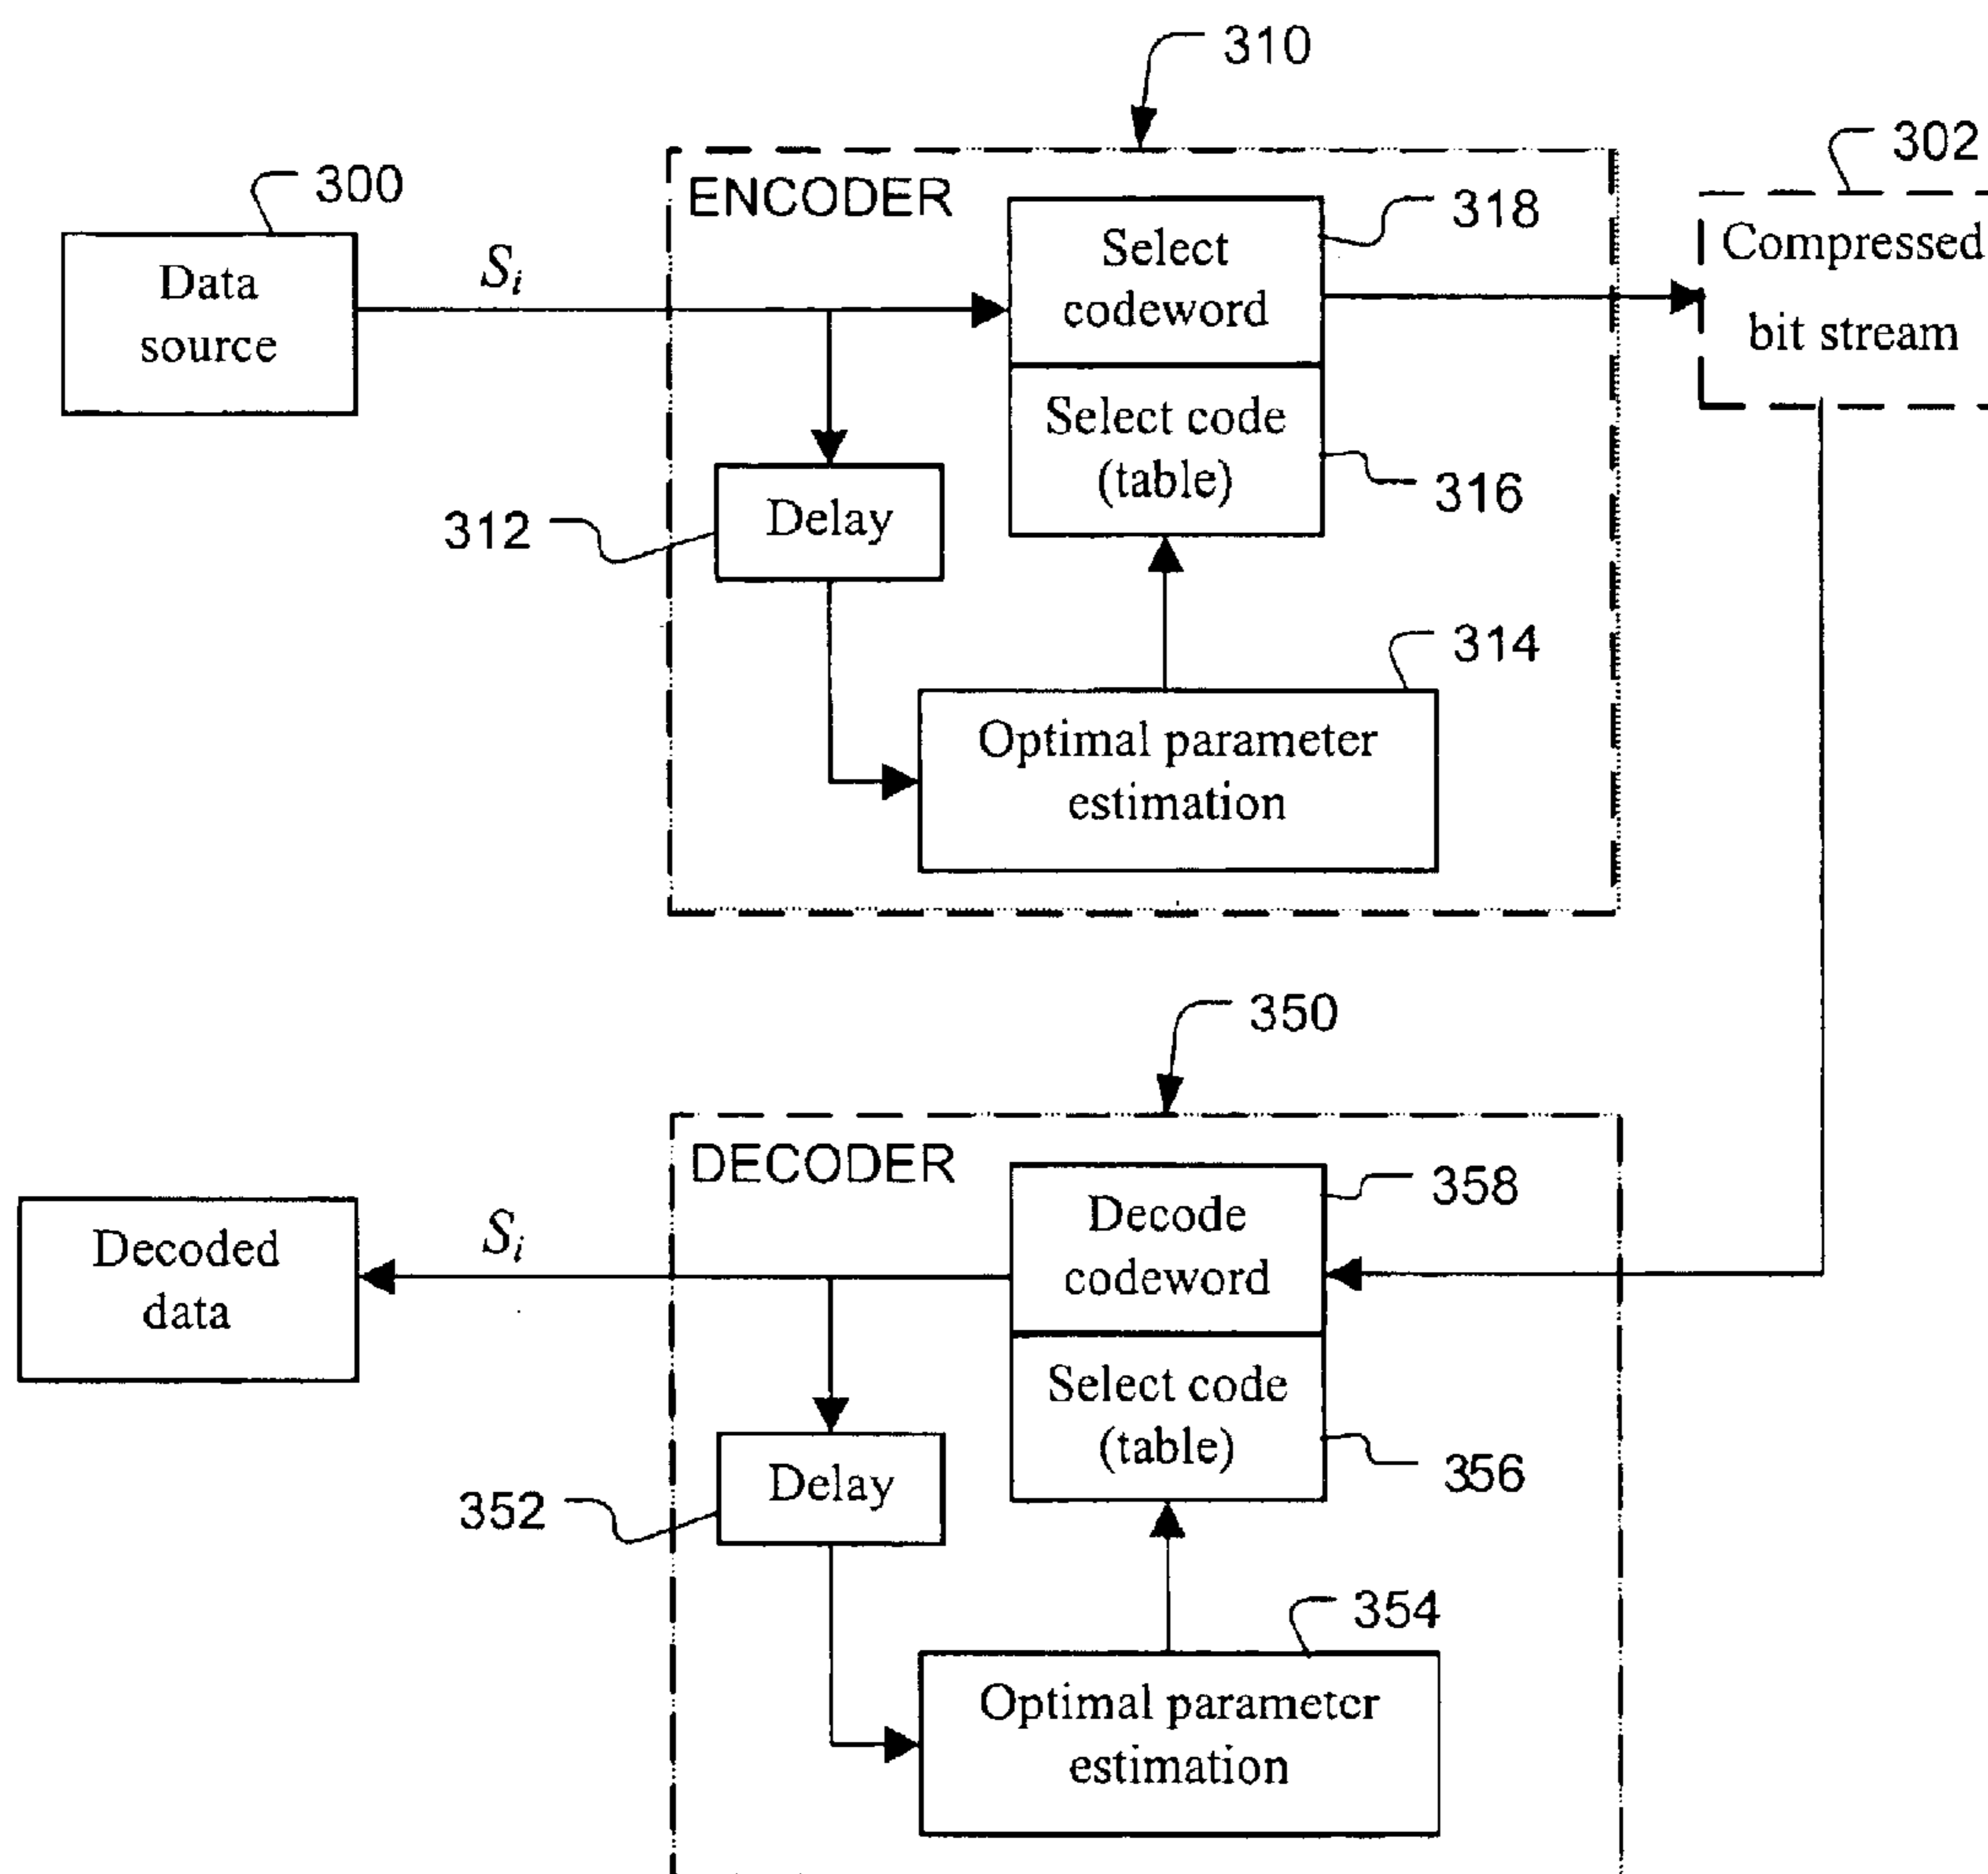 310
302
300
ENCODER
318
Data
source
S_i
Select
codeword
Compressed
bit stream
Select code
(table)
316
312
Delay
314
Optimal parameter
estimation
350
DECODER
358
Decoded
data
S_i
Decode
codeword
Select code
(table)
356
352
Delay
354
Optimal parameter
estimation